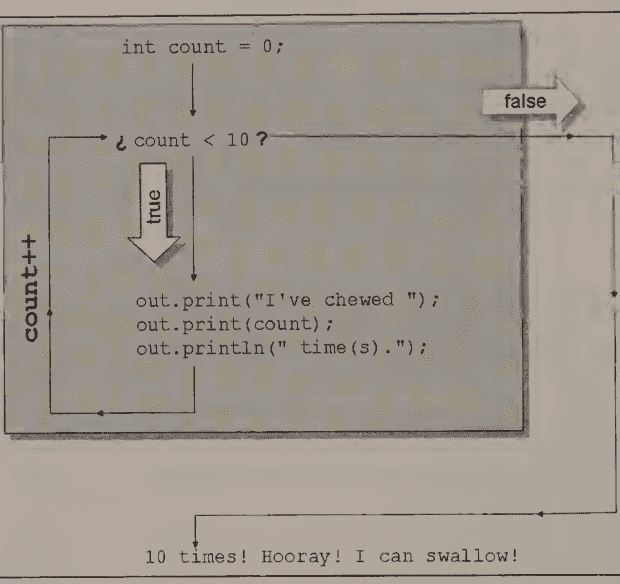 int count = 0;
false
¿ count < 10 ?
true
count++
out.print("I've chewed ");
out.print(count);
out.println(" time(s).");
10 times! Hooray! I can swallow!